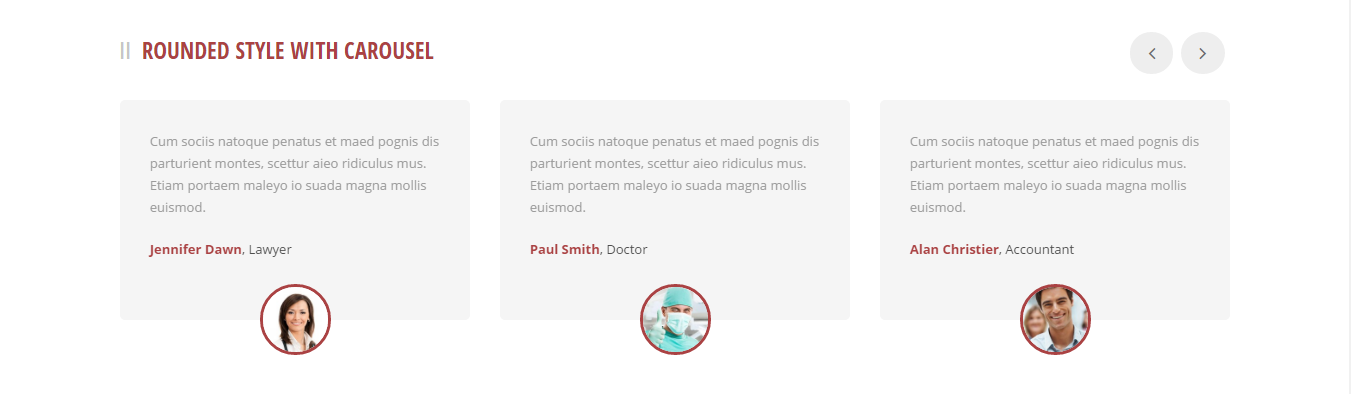 ROUNDED STYLE WITH CAROUSEL
Cum sociis natoque penatus et maed pognis dis
parturient montes, scettur aieo ridiculus mus.
Etiam portaem maleyo io suada magna mollis
euismod.
Jennifer Dawn, Lawyer
Cum sociis natoque penatus et maed pognis dis
parturient montes, scettur aieo ridiculus mus.
Etiam portaem maleyo io suada magna mollis
euismod.
Paul Smith, Doctor
Cum sociis natoque penatus et maed pognis dis
parturient montes, scettur aieo ridiculus mus.
Etiam portaem maleyo io suada magna mollis
euismod.
Alan Christier, Accountant